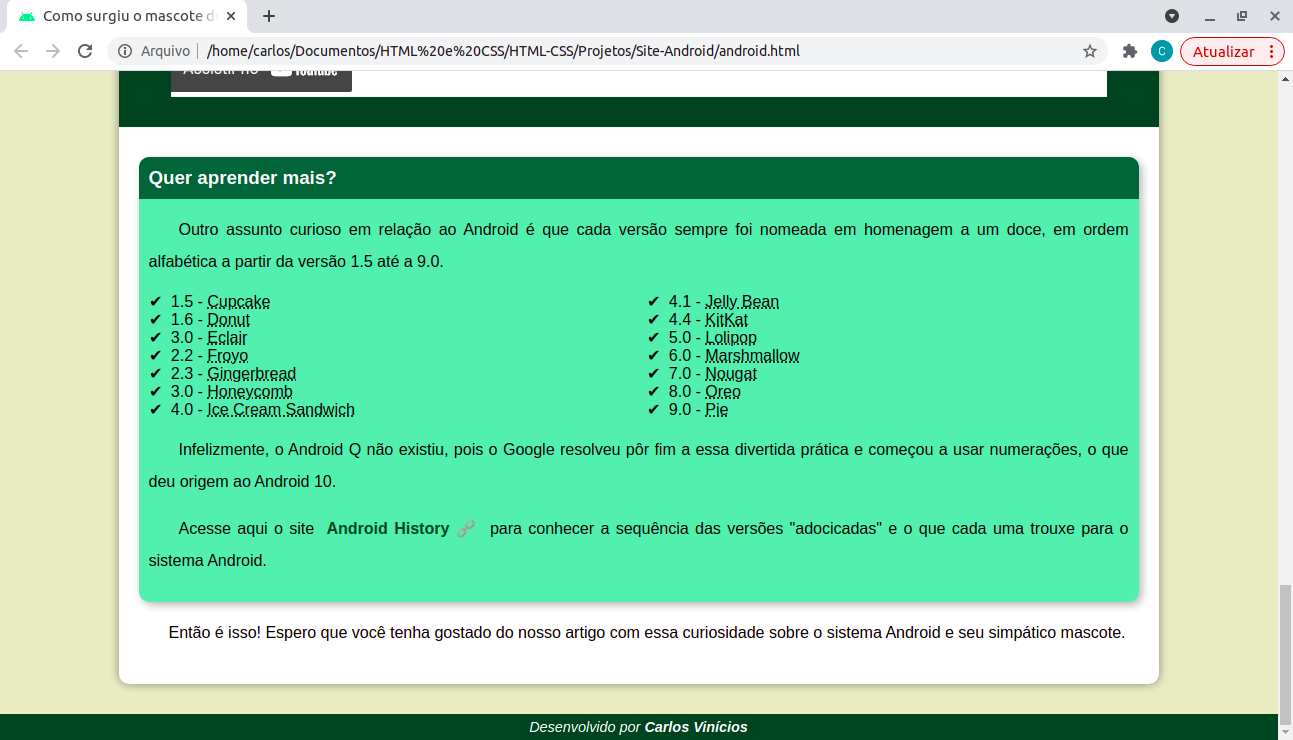 Como surgiu o mascote d
Arquivo
/home/carlos/Documentos/HTML%20e%20CSS/HTML-CSS/Projetos/Site-Android/android.html
C
Atualizar
Assistir no YouTube
Quer aprender mais?
Outro assunto curioso em relação ao Android é que cada versão sempre foi nomeada em homenagem a um doce, em ordem
alfabética a partir da versão 1.5 até a 9.0.
✔ 1.5 - Cupcake
✔ 1.6 - Donut
✔ 3.0 - Eclair
✔ 2.2 - Froyo
✔ 2.3 - Gingerbread
✔ 3.0 - Honeycomb
✔ 4.0 - Ice Cream Sandwich
✔ 4.1 - Jelly Bean
✔ 4.4 - KitKat
✔ 5.0 - Lolipop
✔ 6.0 - Marshmallow
✔ 7.0 - Nougat
✔ 8.0 - Oreo
✔ 9.0 - Pie
Infelizmente, o Android Q não existiu, pois o Google resolveu pôr fim a essa divertida prática e começou a usar numerações, o que
deu origem ao Android 10.
Acesse aqui o site Android History para conhecer a sequência das versões "adocicadas" e o que cada uma trouxe para o
sistema Android.
Então é isso! Espero que você tenha gostado do nosso artigo com essa curiosidade sobre o sistema Android e seu simpático mascote.
Desenvolvido por Carlos Vinícios